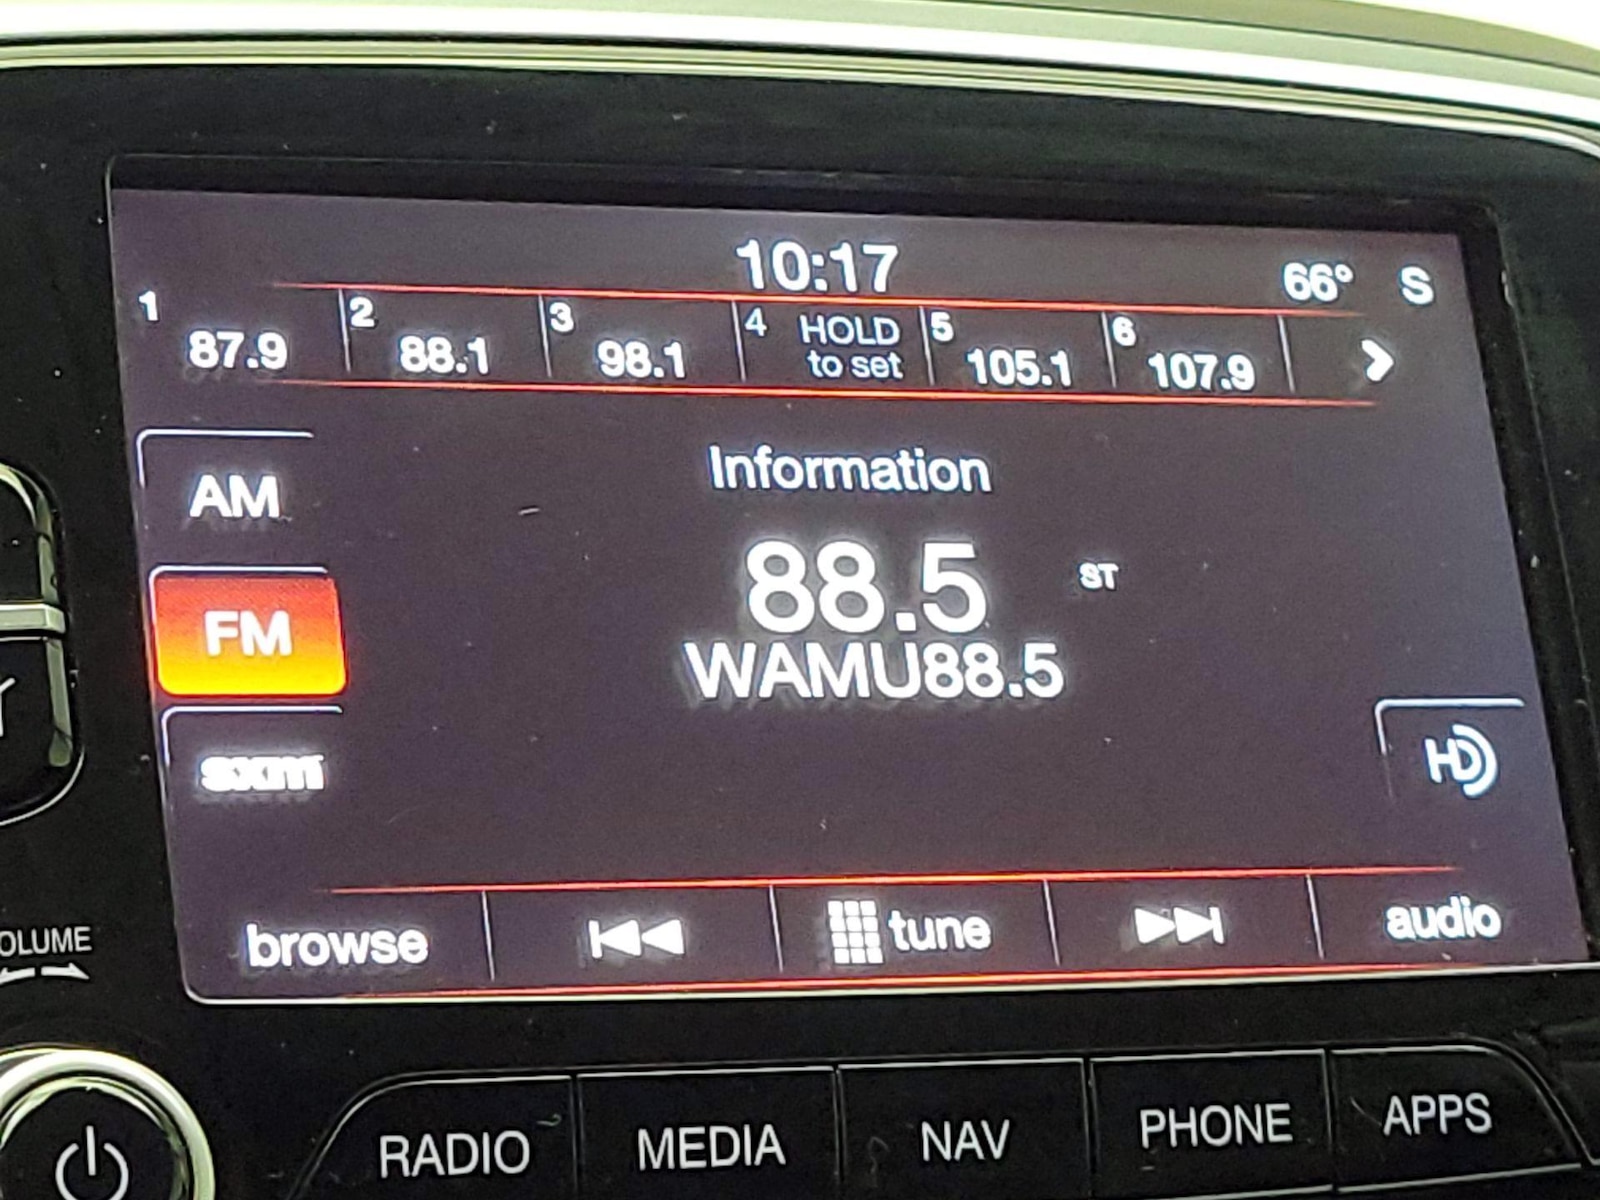 10:17
66° S
1 87.9
2 88.1
3 98.1
4 HOLD
to set
5 105.1
6 107.9
AM
Information
88.5 ST
FM
WAMU88.5
sxm
HD
browse
tune
audio
OLUME
RADIO
MEDIA
NAV
PHONE
APPS